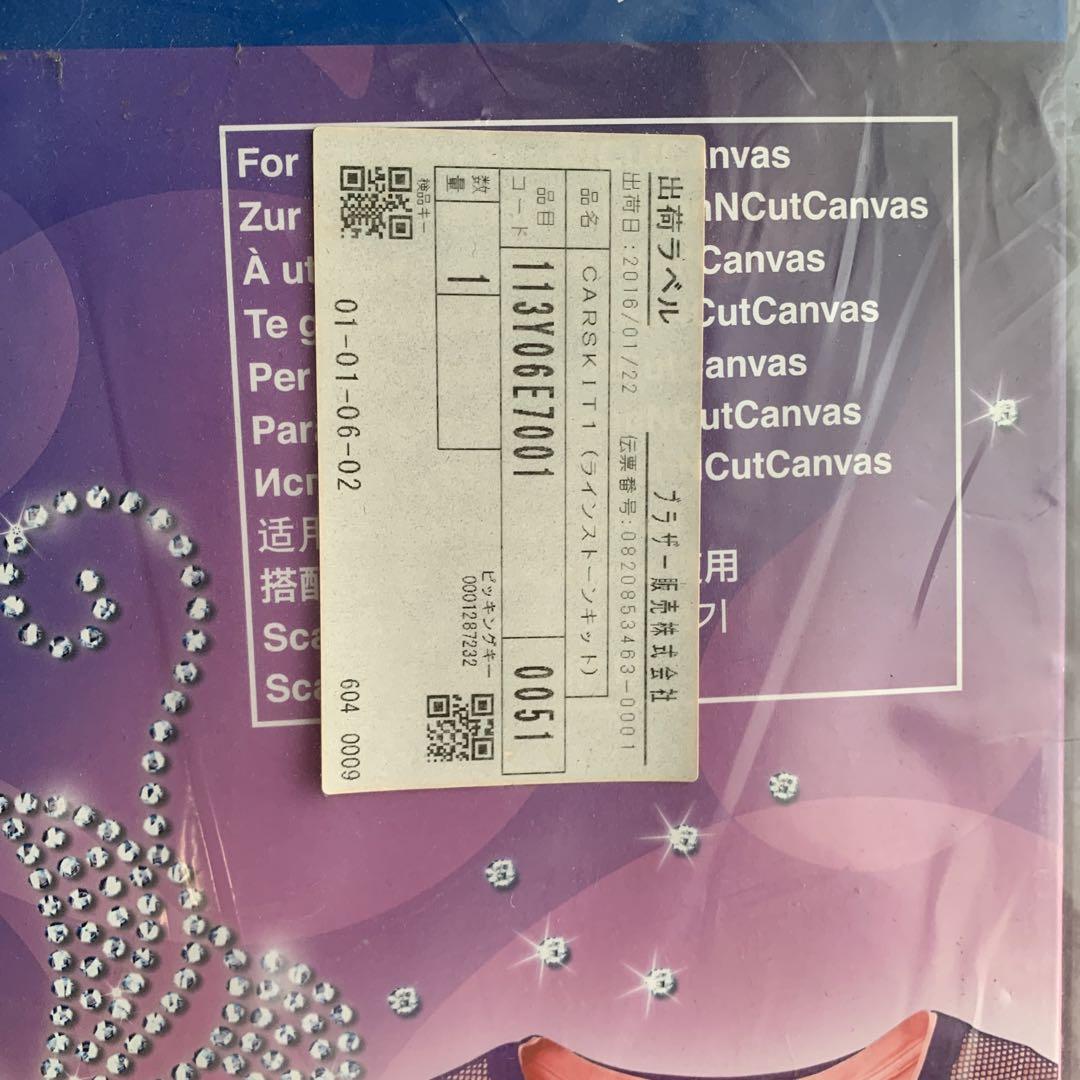 For
Zur
À ut
Te g
Per
Par
Исп
适用
搭配
Sca
Sca
anvas
nNCutCanvas
Canvas
CutCanvas
Canvas
CutCanvas
CutCanvas
使用
기
出荷ラベル ブラザー販売株式会社
出荷日:2016/01/22 伝票番号:0820853463-0001
品名 CARSKIT1(ラインストーンキット)
品目コード 113Y06E7001 0051
数量 1
ピッキングキー
0001287232
検品キー
01-01-06-02 604 0009